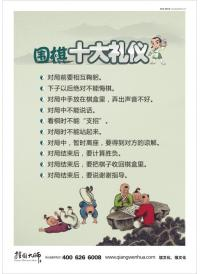 围棋十大礼仪
对局前要相互鞠躬。
下子以后绝对不能悔棋。
对局中手放在棋盒里，弄出声音不好。
对局中不能说话。
看棋时不能“支招”。
对局时不能站起来。
对局中，暂时离座，要得到对方的谅解。
对局结束后，要计算胜负。
对局结束后，要把棋子收回棋盒里。
对局结束后，要说谢谢指导。
400 626 6008
www.qiangwenhua.com